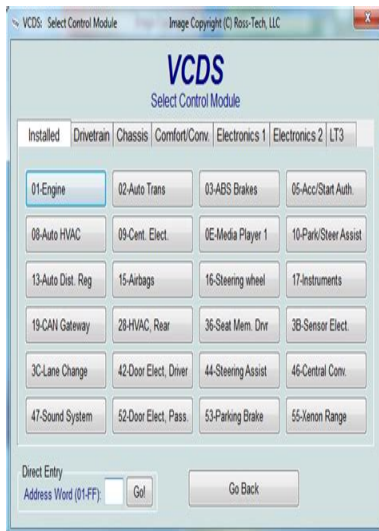 VCDS: Select Control Module Image Copyright (C) Ross-Tech, LLC X
VCDS
Select Control Module
Installed Drivetrain Chassis Comfort/Conv. Electronics 1 Electronics 2 LT3
01-Engine 02-Auto Trans 03-ABS Brakes 05-Acc/Start Auth.
08-Auto HVAC 09-Cent. Elect. 0E-Media Player 1 10-Park/Steer Assist
13-Auto Dist. Reg 15-Airbags 16-Steering wheel 17-Instruments
19-CAN Gateway 28-HVAC, Rear 36-Seat Mem. Drvr 3B-Sensor Elect.
3C-Lane Change 42-Door Elect, Driver 44-Steering Assist 46-Central Conv.
47-Sound System 52-Door Elect, Pass. 53-Parking Brake 55-Xenon Range
Direct Entry
Address Word (01-FF): Go! Go Back